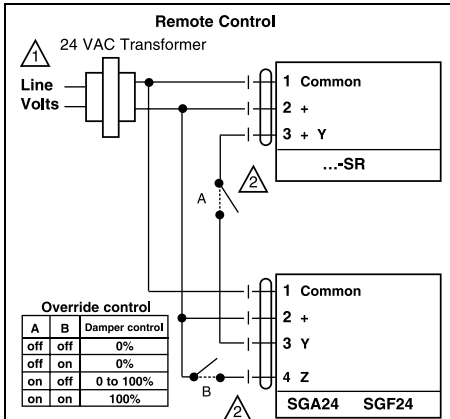 Remote Control
24 VAC Transformer
1
Line
Volts
1 Common
2 +
3 + Y
...-SR
A
2
1 Common
2 +
3 Y
4 Z
B
2
SGA24 SGF24
Override control
A B Damper control
off off 0%
off on 0%
on off 0 to 100%
on on 100%